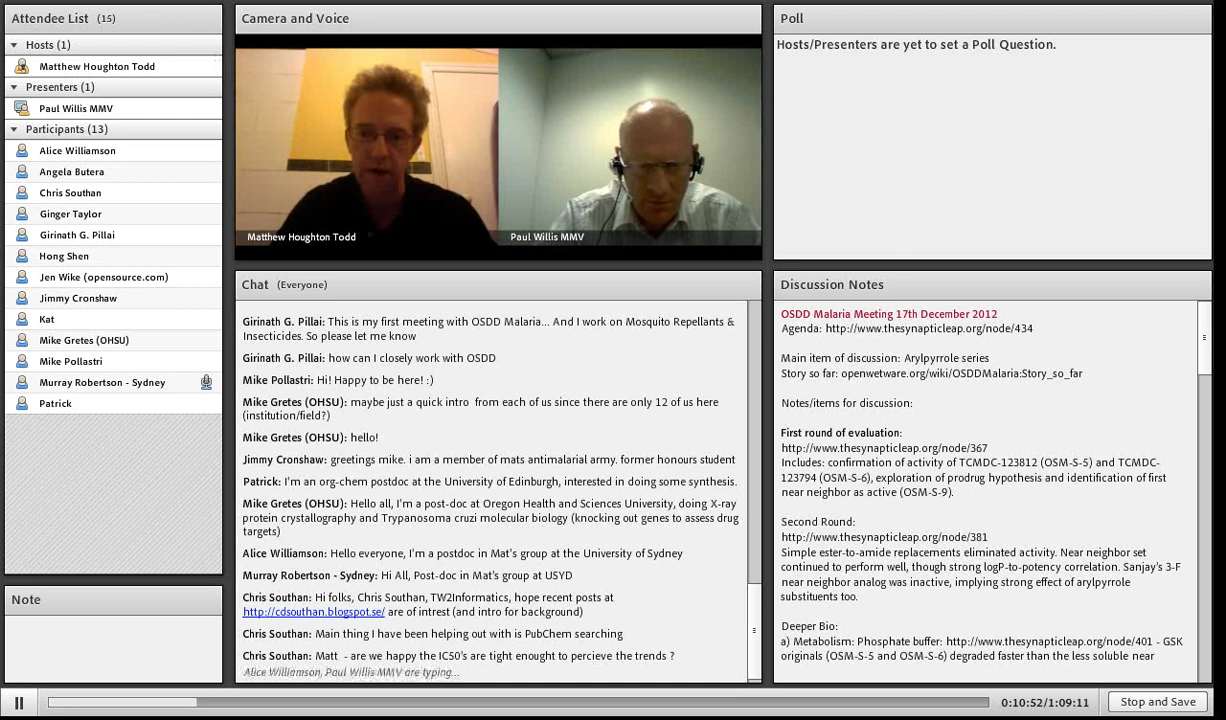 Attendee List (15)
Hosts (1)
Matthew Houghton Todd
Presenters (1)
Paul Willis MMV
Participants (13)
Alice Williamson
Angela Butera
Chris Southan
Ginger Taylor
Girinath G. Pillai
Hong Shen
Jen Wike (opensource.com)
Jimmy Cronshaw
Kat
Mike Gretes (OHSU)
Mike Pollastri
Murray Robertson - Sydney
Patrick
Note
Camera and Voice
Matthew Houghton Todd
Paul Willis MMV
Chat (Everyone)
Girinath G. Pillai: This is my first meeting with OSDD Malaria... And I work on Mosquito Repellants &
Insecticides. So please let me know
Girinath G. Pillai: how can I closely work with OSDD
Mike Pollastri: Hi! Happy to be here! :)
Mike Gretes (OHSU): maybe just a quick intro from each of us since there are only 12 of us here
(institution/field?)
Mike Gretes (OHSU): hello!
Jimmy Cronshaw: greetings mike. i am a member of mats antimalarial army. former honours student
Patrick: I'm an org-chem postdoc at the University of Edinburgh, interested in doing some synthesis.
Mike Gretes (OHSU): Hello all, I'm a post-doc at Oregon Health and Sciences University, doing X-ray
protein crystallography and Trypanosoma cruzi molecular biology (knocking out genes to assess drug
targets)
Alice Williamson: Hello everyone, I'm a postdoc in Mat's group at the University of Sydney
Murray Robertson - Sydney: Hi All, Post-doc in Mat's group at USYD
Chris Southan: Hi folks, Chris Southan, TW2Informatics, hope recent posts at
http://cdsouthan.blogspot.se/ are of intrest (and intro for background)
Chris Southan: Main thing I have been helping out with is PubChem searching
Chris Southan: Matt - are we happy the IC50's are tight enought to percieve the trends ?
Alice Williamson, Paul Willis MMV are typing...
Poll
Hosts/Presenters are yet to set a Poll Question.
Discussion Notes
OSDD Malaria Meeting 17th December 2012
Agenda: http://www.thesynapticleap.org/node/434
Main item of discussion: Arylpyrrole series
Story so far: openwetware.org/wiki/OSDDMalaria:Story_so_far
Notes/items for discussion:
First round of evaluation:
http://www.thesynapticleap.org/node/367
Includes: confirmation of activity of TCMDC-123812 (OSM-S-5) and TCMDC-
123794 (OSM-S-6), exploration of prodrug hypothesis and identification of first
near neighbor as active (OSM-S-9).
Second Round:
http://www.thesynapticleap.org/node/381
Simple ester-to-amide replacements eliminated activity. Near neighbor set
continued to perform well, though strong logP-to-potency correlation. Sanjay's 3-F
near neighbor analog was inactive, implying strong effect of arylpyrrole
substituents too.
Deeper Bio:
a) Metabolism: Phosphate buffer: http://www.thesynapticleap.org/node/401 - GSK
originals (OSM-S-5 and OSM-S-6) degraded faster than the less soluble near
0:10:52/1:09:11
Stop and Save